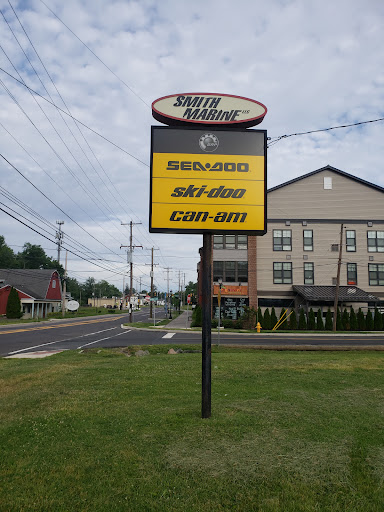 SMITH
MARINE LLC
SEA-DOO
ski-doo
can-am